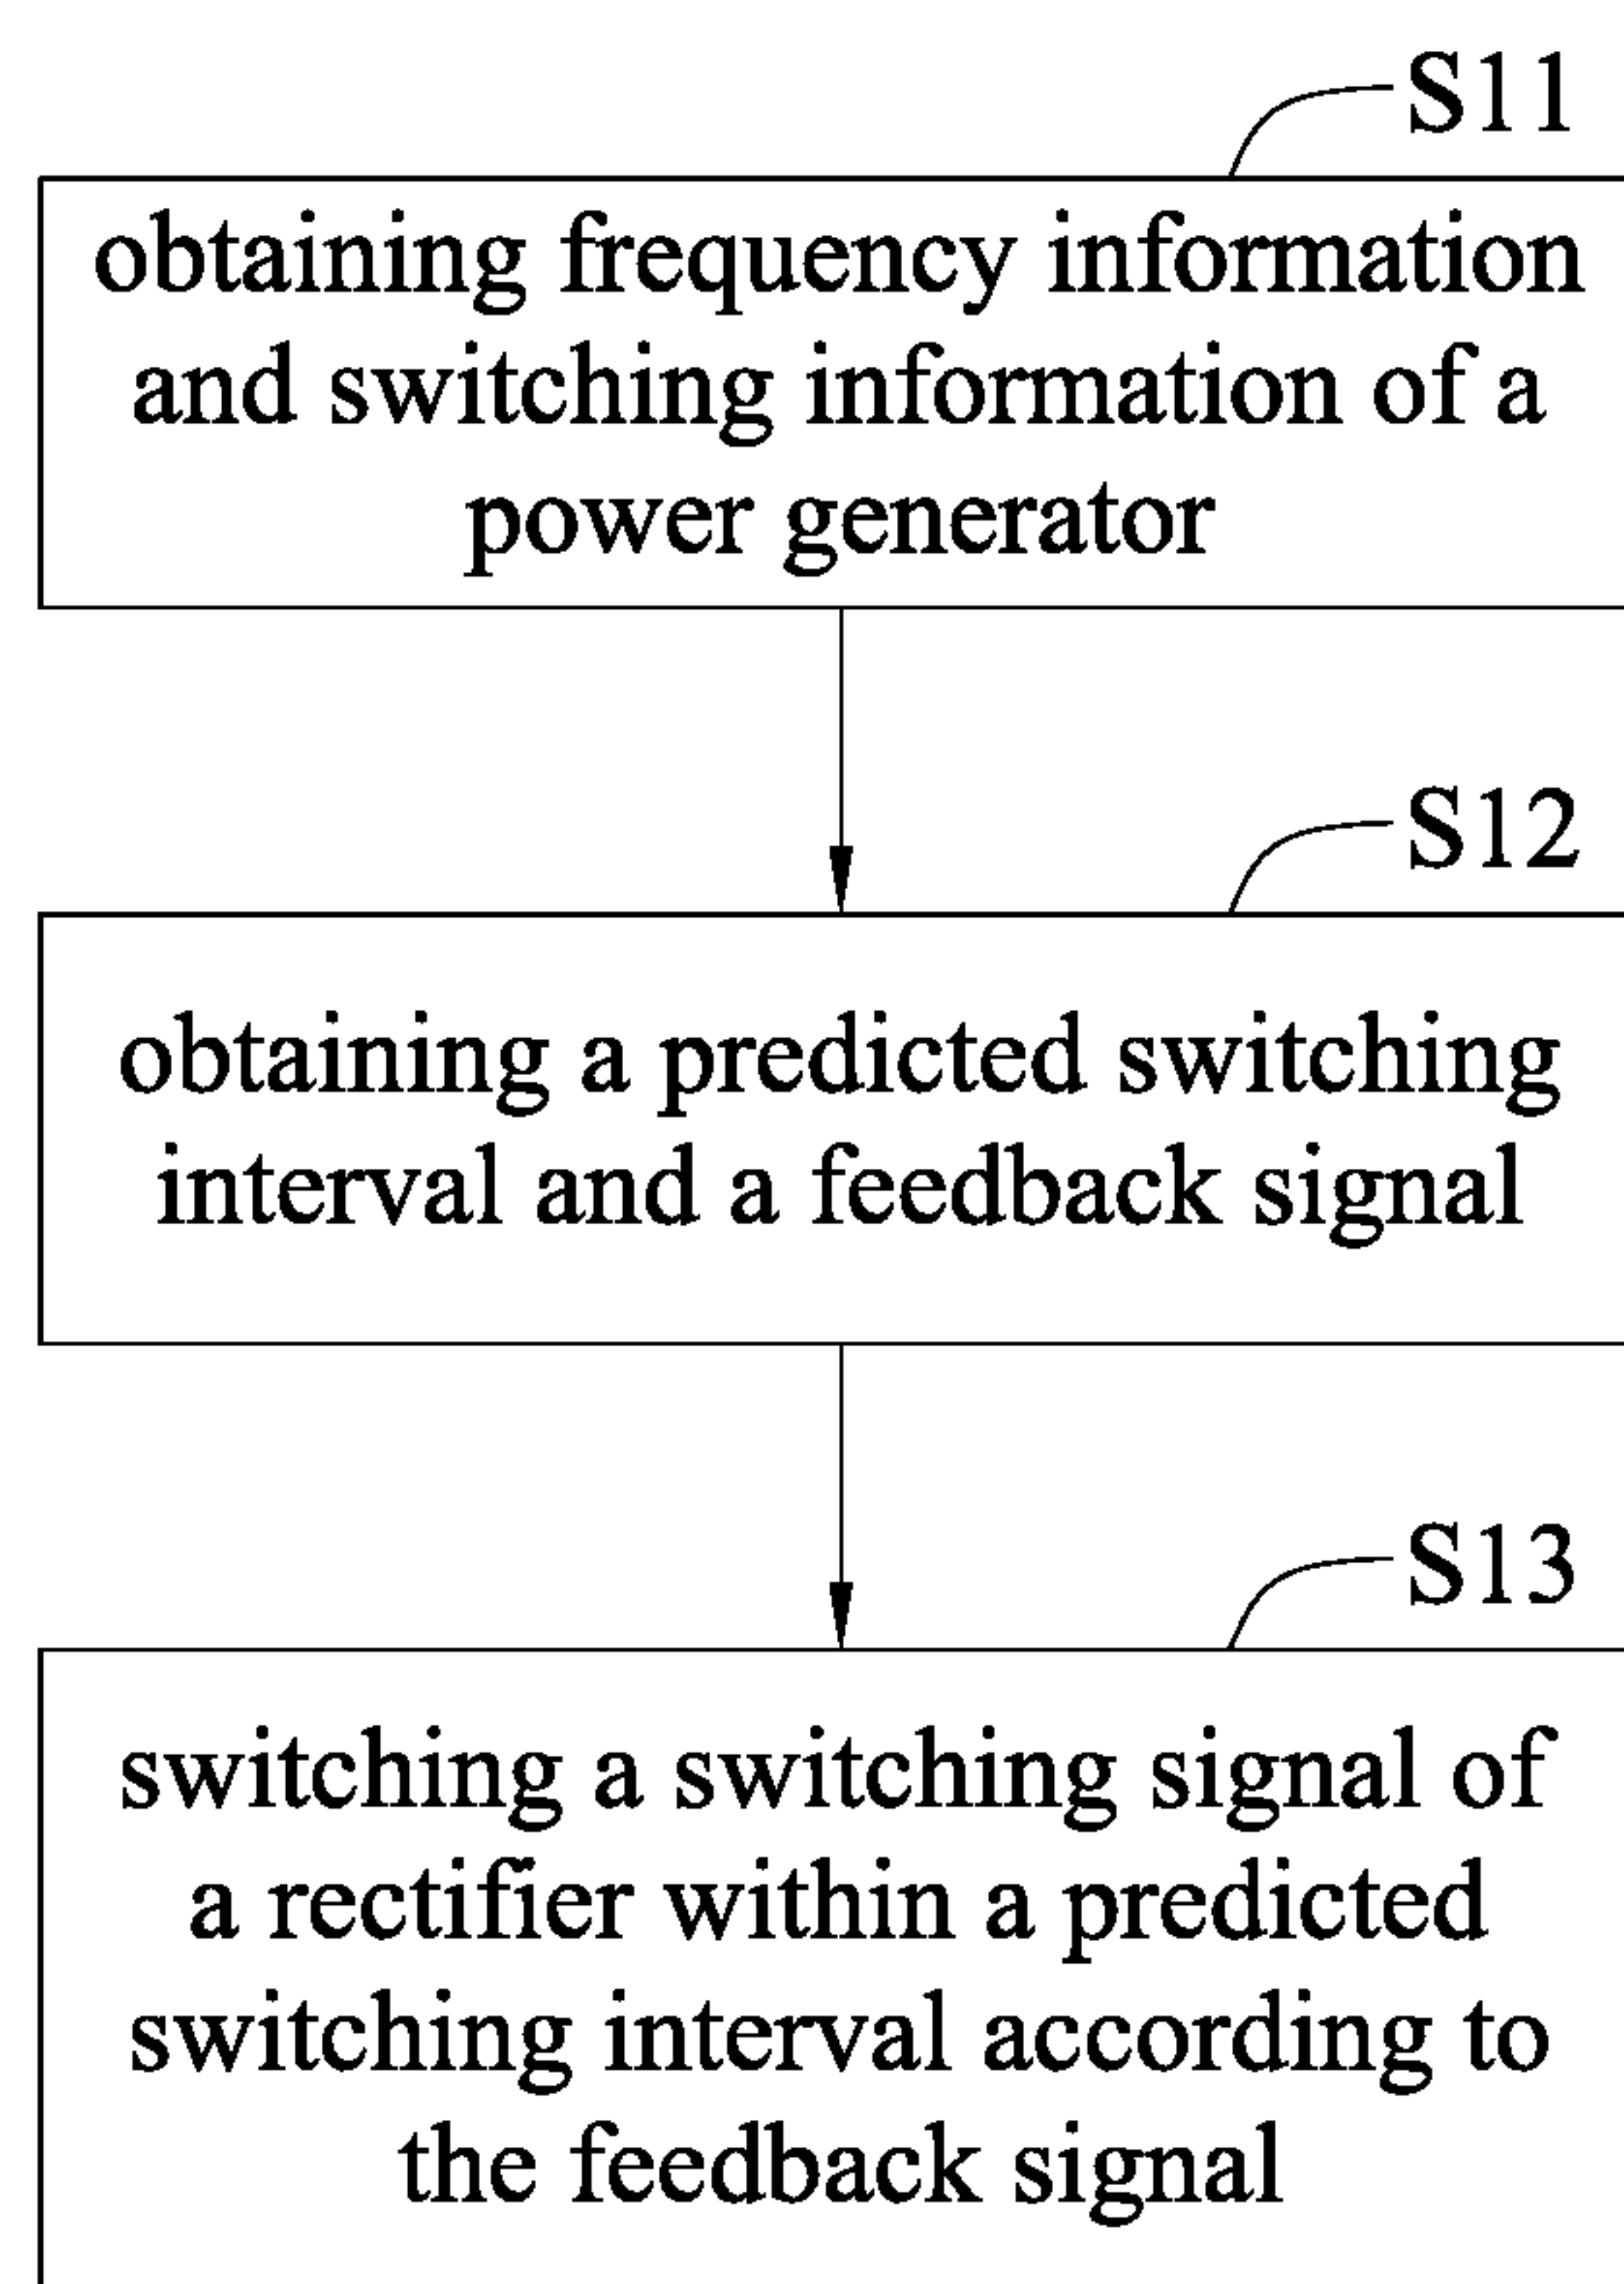 S11
obtaining frequency information
and switching information of a
power generator
S12
obtaining a predicted switching
interval and a feedback signal
S13
switching a switching signal of
a rectifier within a predicted
switching interval according to
the feedback signal